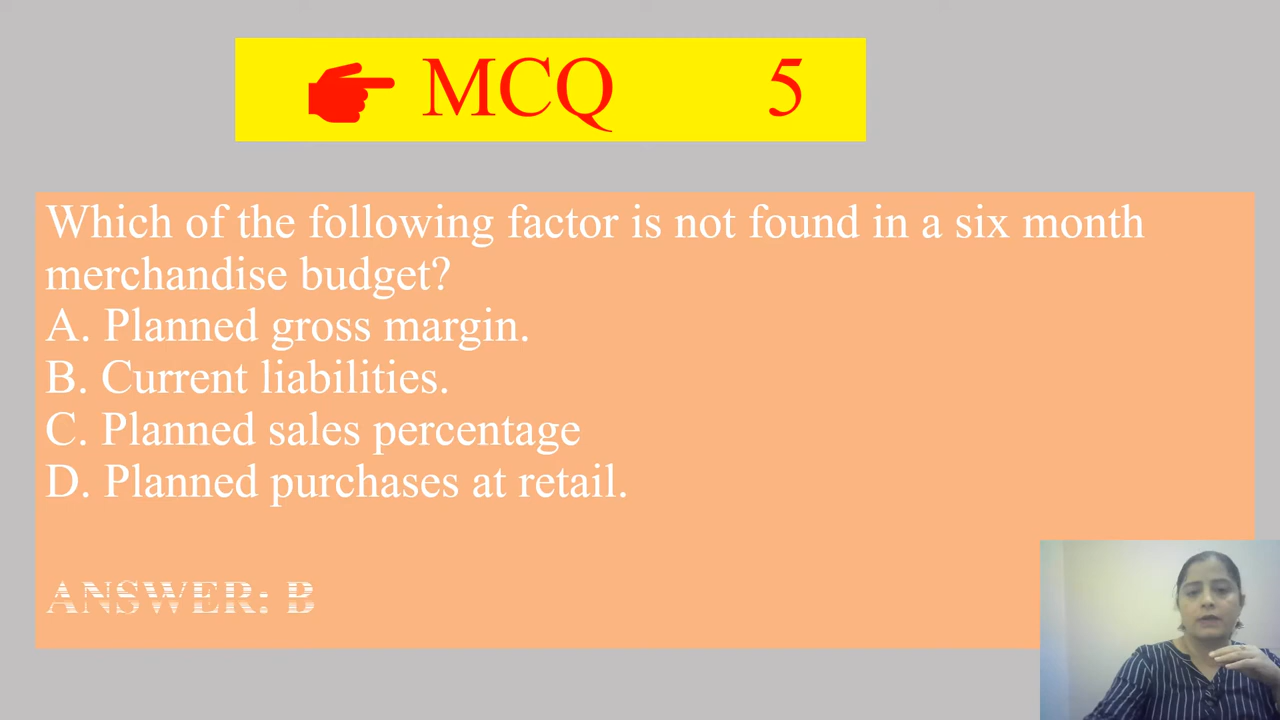 MCQ 5
Which of the following factor is not found in a six month
merchandise budget?
A. Planned gross margin.
B. Current liabilities.
C. Planned sales percentage
D. Planned purchases at retail.
ANSWER: B